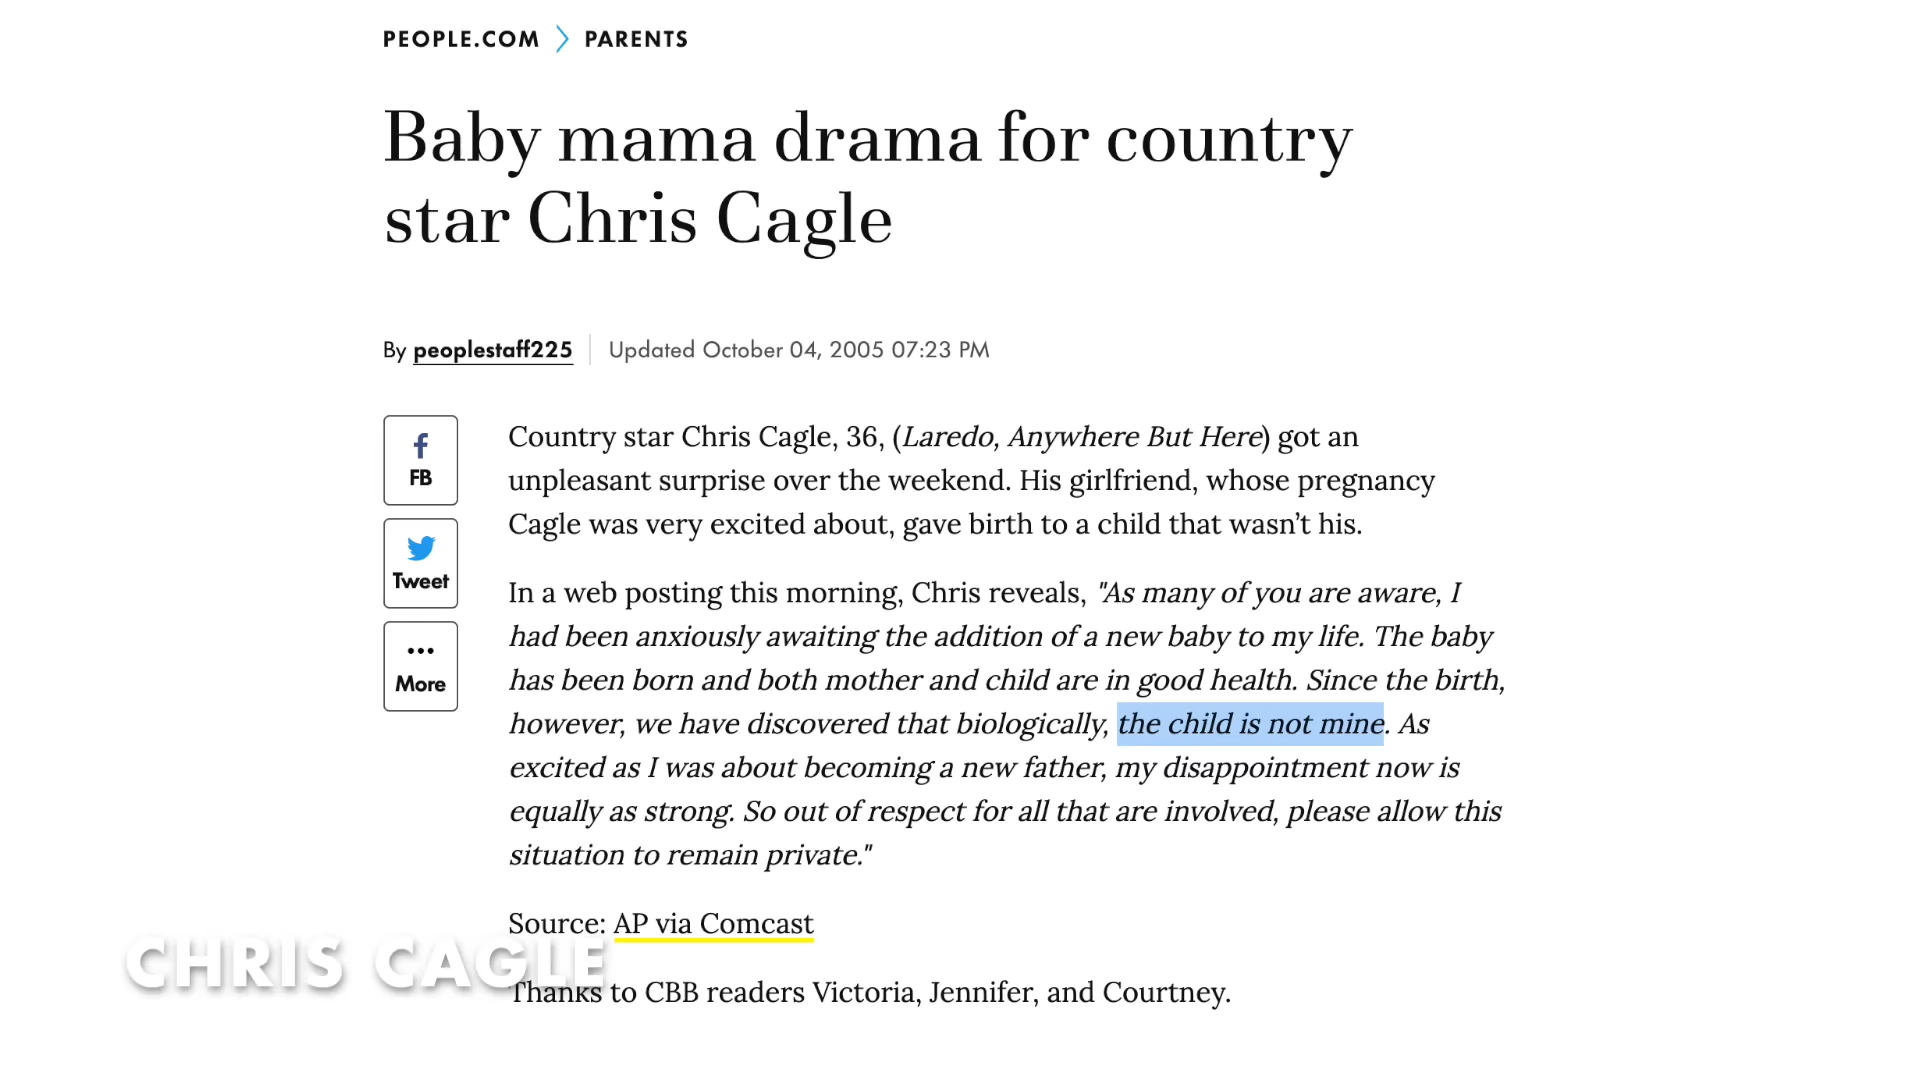 PEOPLE.COM > PARENTS
Baby mama drama for country
star Chris Cagle
By peoplestaff225 | Updated October 04, 2005 07:23 PM
FB
Tweet
More
Country star Chris Cagle, 36, (Laredo, Anywhere But Here) got an
unpleasant surprise over the weekend. His girlfriend, whose pregnancy
Cagle was very excited about, gave birth to a child that wasn’t his.
In a web posting this morning, Chris reveals, "As many of you are aware, I
had been anxiously awaiting the addition of a new baby to my life. The baby
has been born and both mother and child are in good health. Since the birth,
however, we have discovered that biologically, the child is not mine. As
excited as I was about becoming a new father, my disappointment now is
equally as strong. So out of respect for all that are involved, please allow this
situation to remain private."
Source: AP via Comcast
CHRIS CAGLE
Thanks to CBB readers Victoria, Jennifer, and Courtney.